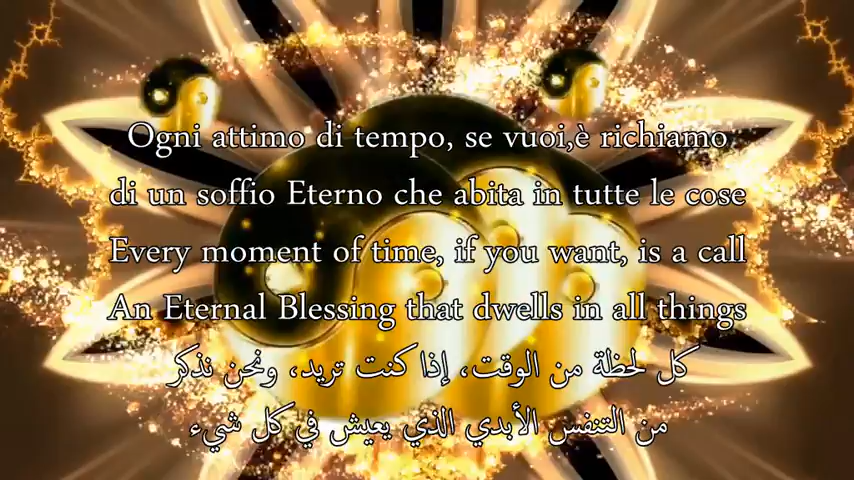 Ogni attimo di tempo, se vuoi,è richiamo
di un soffio Eterno che abita in tutte le cose
Every moment of time, if you want, is a call
An Eternal Blessing that dwells in all things
كل لحظة من الوقت، إذا كنت تريد، ونحن نذكر
من التنفس الأبدي الذي يعيش في كل شيء